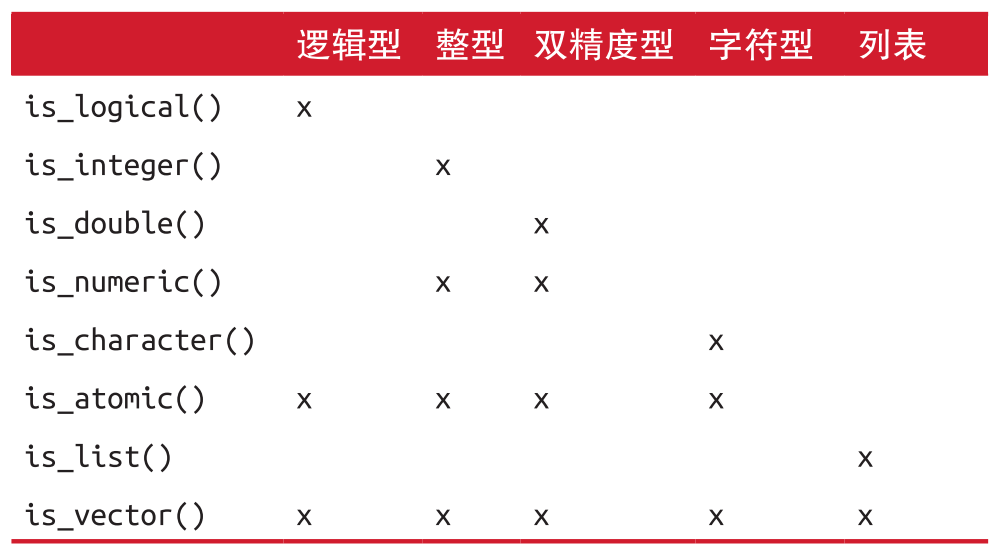 逻辑型 整型 双精度型 字符型 列表
is_logical() x
is_integer() x
is_double() x
is_numeric() x x
is_character() x
is_atomic() x x x x
is_list() x
is_vector() x x x x x